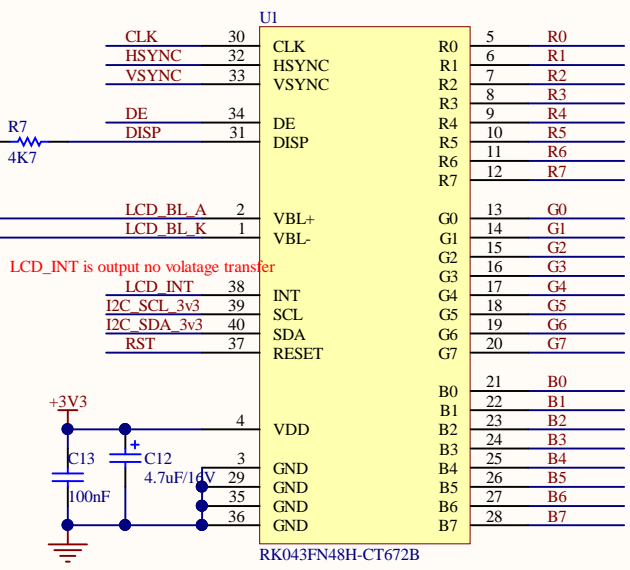 U1
CLK 30 CLK R0 5 R0
HSYNC 32 HSYNC R1 6 R1
VSYNC 33 VSYNC R2 7 R2
R3 8 R3
DE 34 DE R4 9 R4
R7 DISP 31 DISP R5 10 R5
4K7 R6 11 R6
R7 12 R7
LCD_BL_A 2 VBL+ G0 13 G0
LCD_BL_K 1 VBL- G1 14 G1
G2 15 G2
LCD_INT is output no volatage transfer G3 16 G3
LCD_INT 38 INT G4 17 G4
I2C_SCL_3v3 39 SCL G5 18 G5
I2C_SDA_3v3 40 SDA G6 19 G6
RST 37 RESET G7 20 G7
B0 21 B0
+3V3 B1 22 B1
4 VDD B2 23 B2
B3 24 B3
C13 C12 3 GND B4 25 B4
4.7uF/16V 29 GND B5 26 B5
100nF 35 GND B6 27 B6
36 GND B7 28 B7
RK043FN48H-CT672B